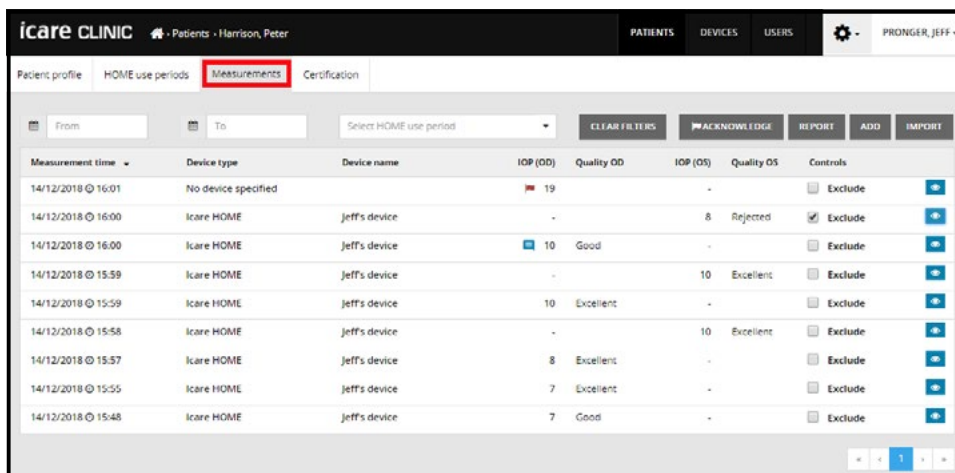 icare CLINIC Patients Harrison, Peter PATIENTS DEVICES USERS PRONGER, JEFF
Patient profile HOME use periods Measurements Certification
From To Select HOME use period CLEAR FILTERS ACKNOWLEDGE REPORT ADD IMPORT
Measurement time Device type Device name IOP (OD) Quality OD IOP (OS) Quality OS Controls
14/12/2018 16:01 No device specified 19 - Exclude
14/12/2018 16:00 Icare HOME Jeff's device - 8 Rejected Exclude
14/12/2018 16:00 Icare HOME Jeff's device 10 Good - Exclude
14/12/2018 15:59 Icare HOME Jeff's device - 10 Excellent Exclude
14/12/2018 15:59 Icare HOME Jeff's device 10 Excellent - Exclude
14/12/2018 15:58 Icare HOME Jeff's device - 10 Excellent Exclude
14/12/2018 15:57 Icare HOME Jeff's device 8 Excellent - Exclude
14/12/2018 15:55 Icare HOME Jeff's device 7 Excellent - Exclude
14/12/2018 15:48 Icare HOME Jeff's device 7 Good - Exclude
« ‹ 1 › »